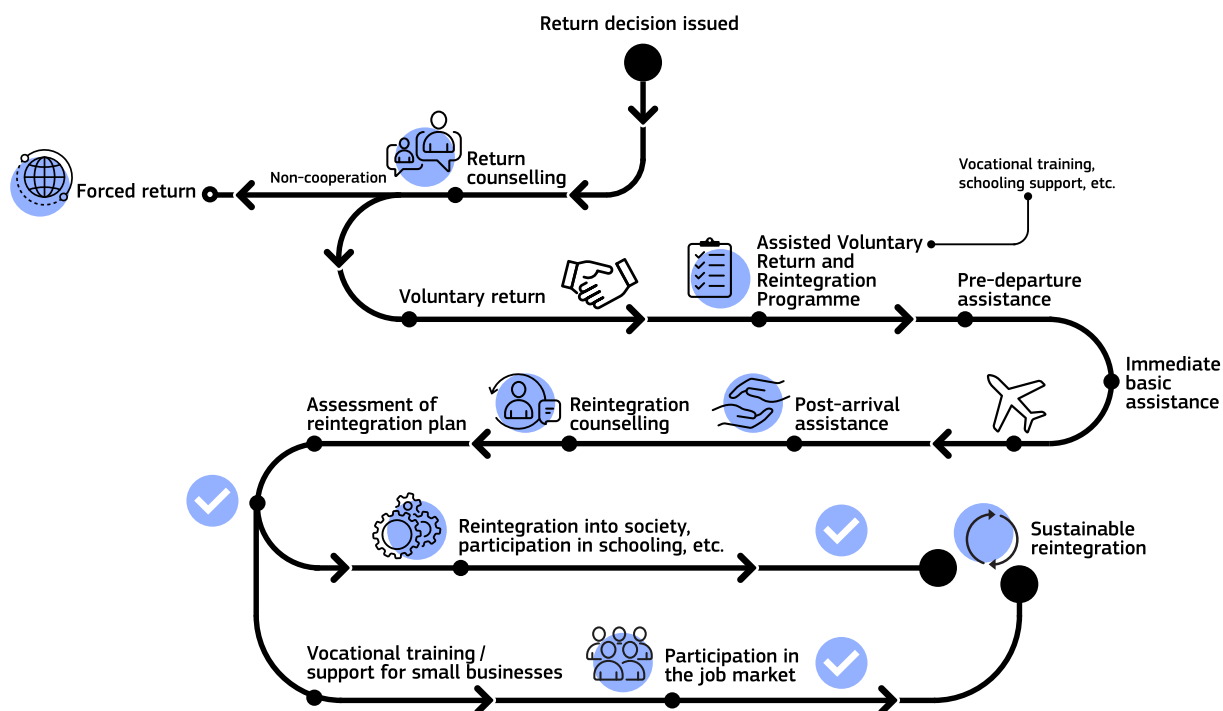 Return decision issued
Return
counselling
Non-cooperation
Forced return
Vocational training,
schooling support, etc.
Voluntary return
Assisted Voluntary
Return and
Reintegration
Programme
Pre-departure
assistance
Immediate
basic
assistance
Post-arrival
assistance
Reintegration
counselling
Assessment of
reintegration plan
Reintegration into society,
participation in schooling, etc.
Sustainable
reintegration
Vocational training /
support for small businesses
Participation in
the job market